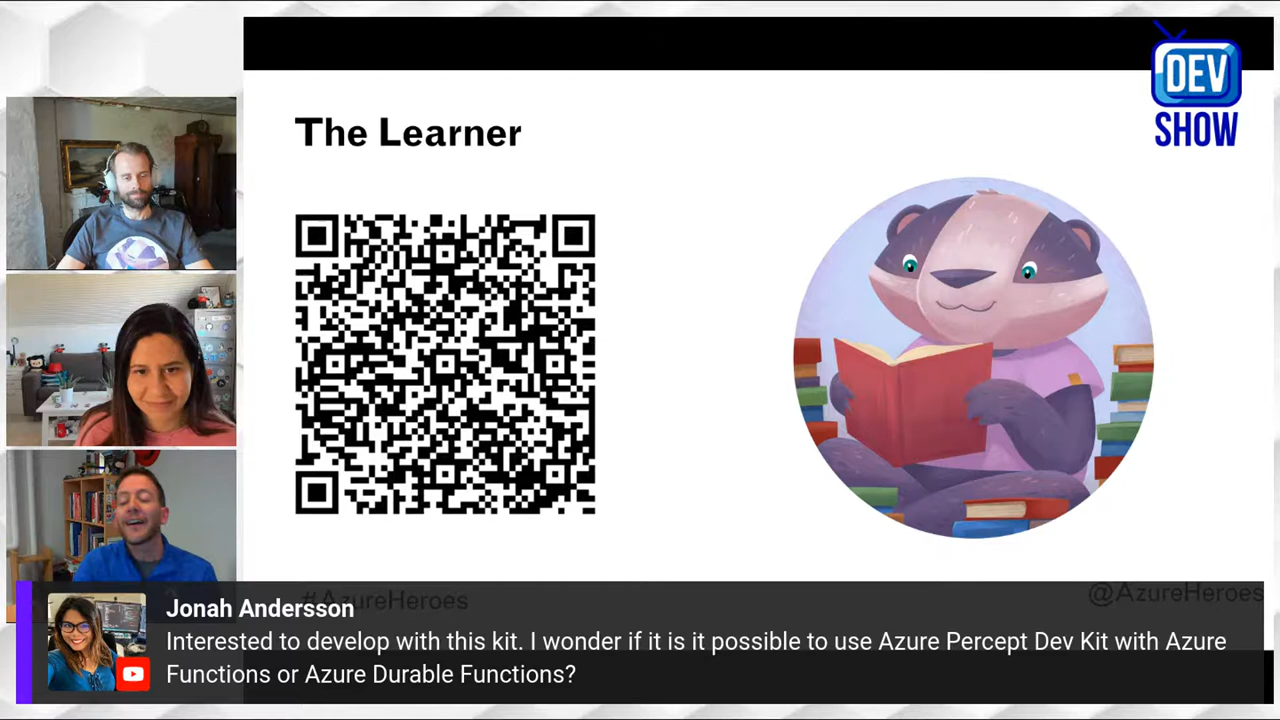 DEV
SHOW
The Learner
#AzureHeroes
@AzureHeroes
Jonah Andersson
Interested to develop with this kit. I wonder if it is it possible to use Azure Percept Dev Kit with Azure
Functions or Azure Durable Functions?